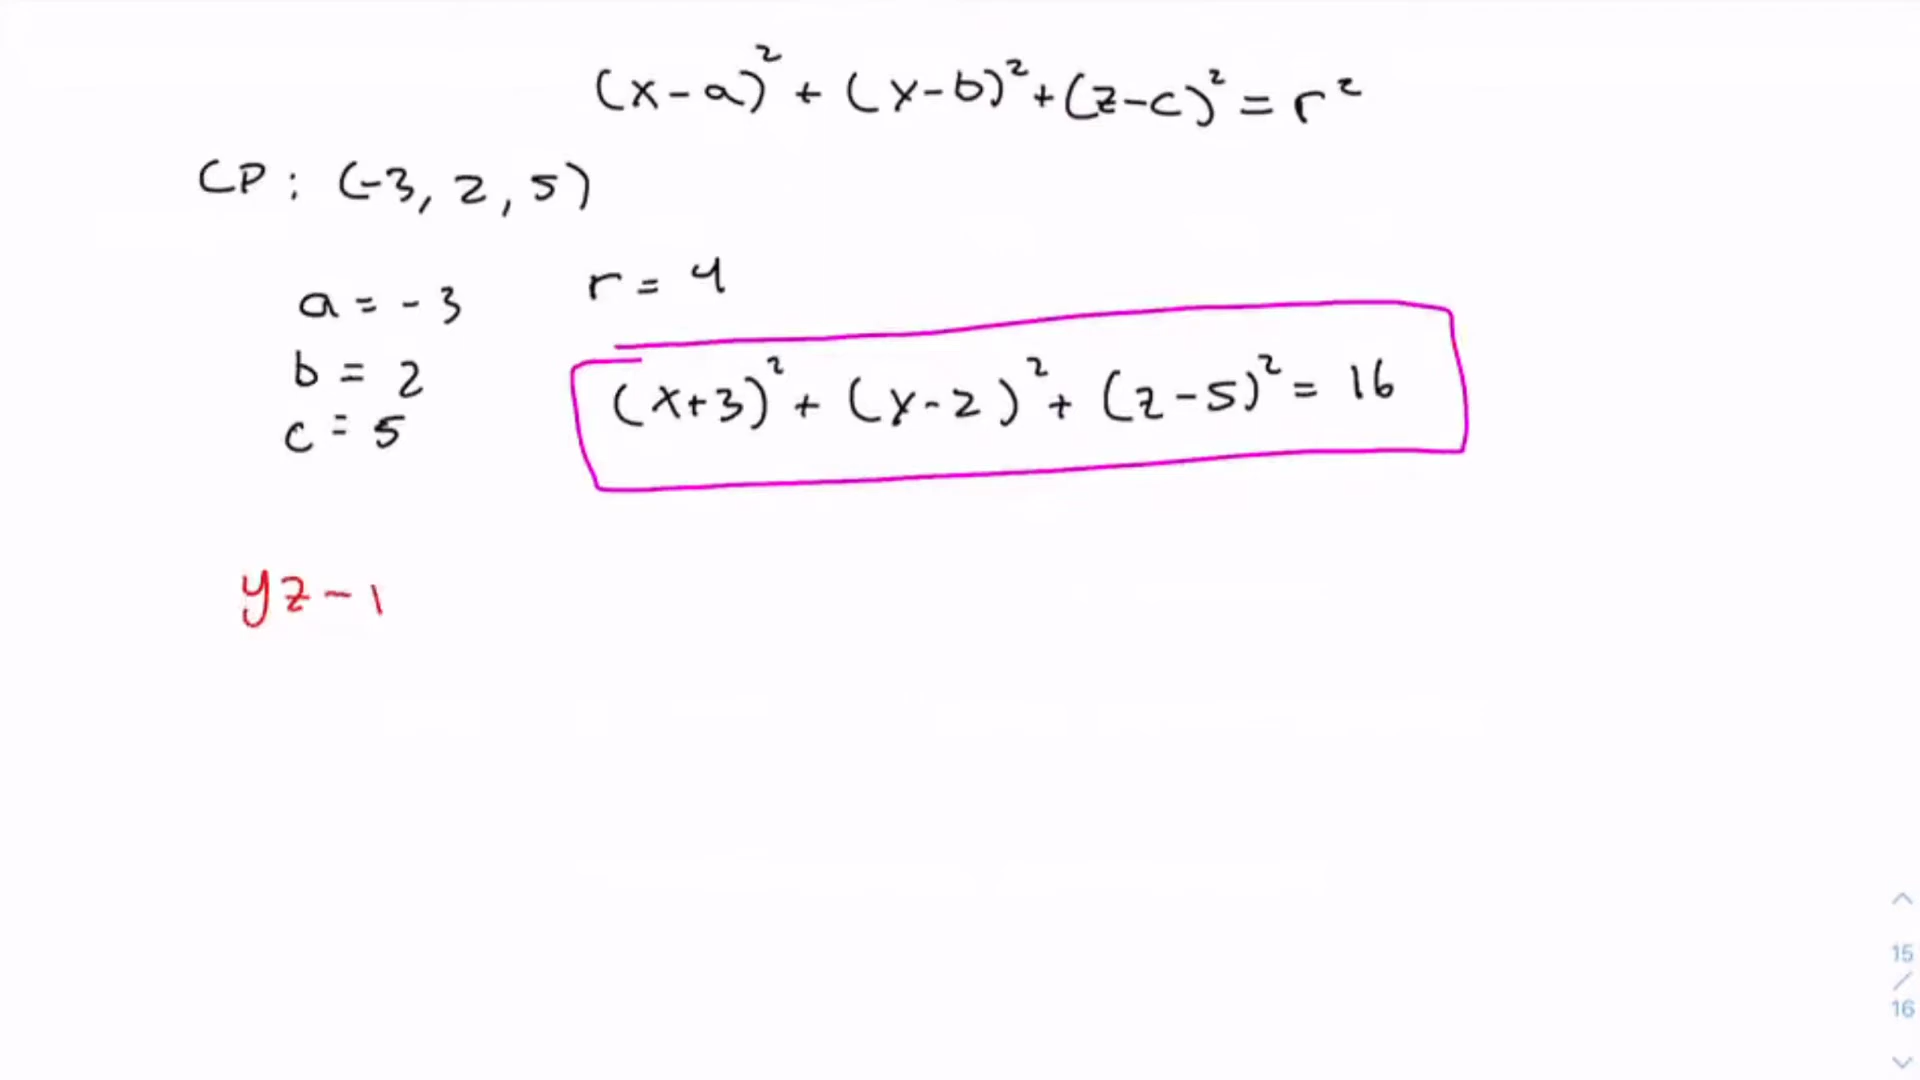 (x-a)² + (y-b)² + (z-c)² = r²
CP: (-3, 2, 5)
a = -3 r = 4
b = 2
(x+3)² + (y-2)² + (z-5)² = 16
c = 5
yz-1
15
/
16